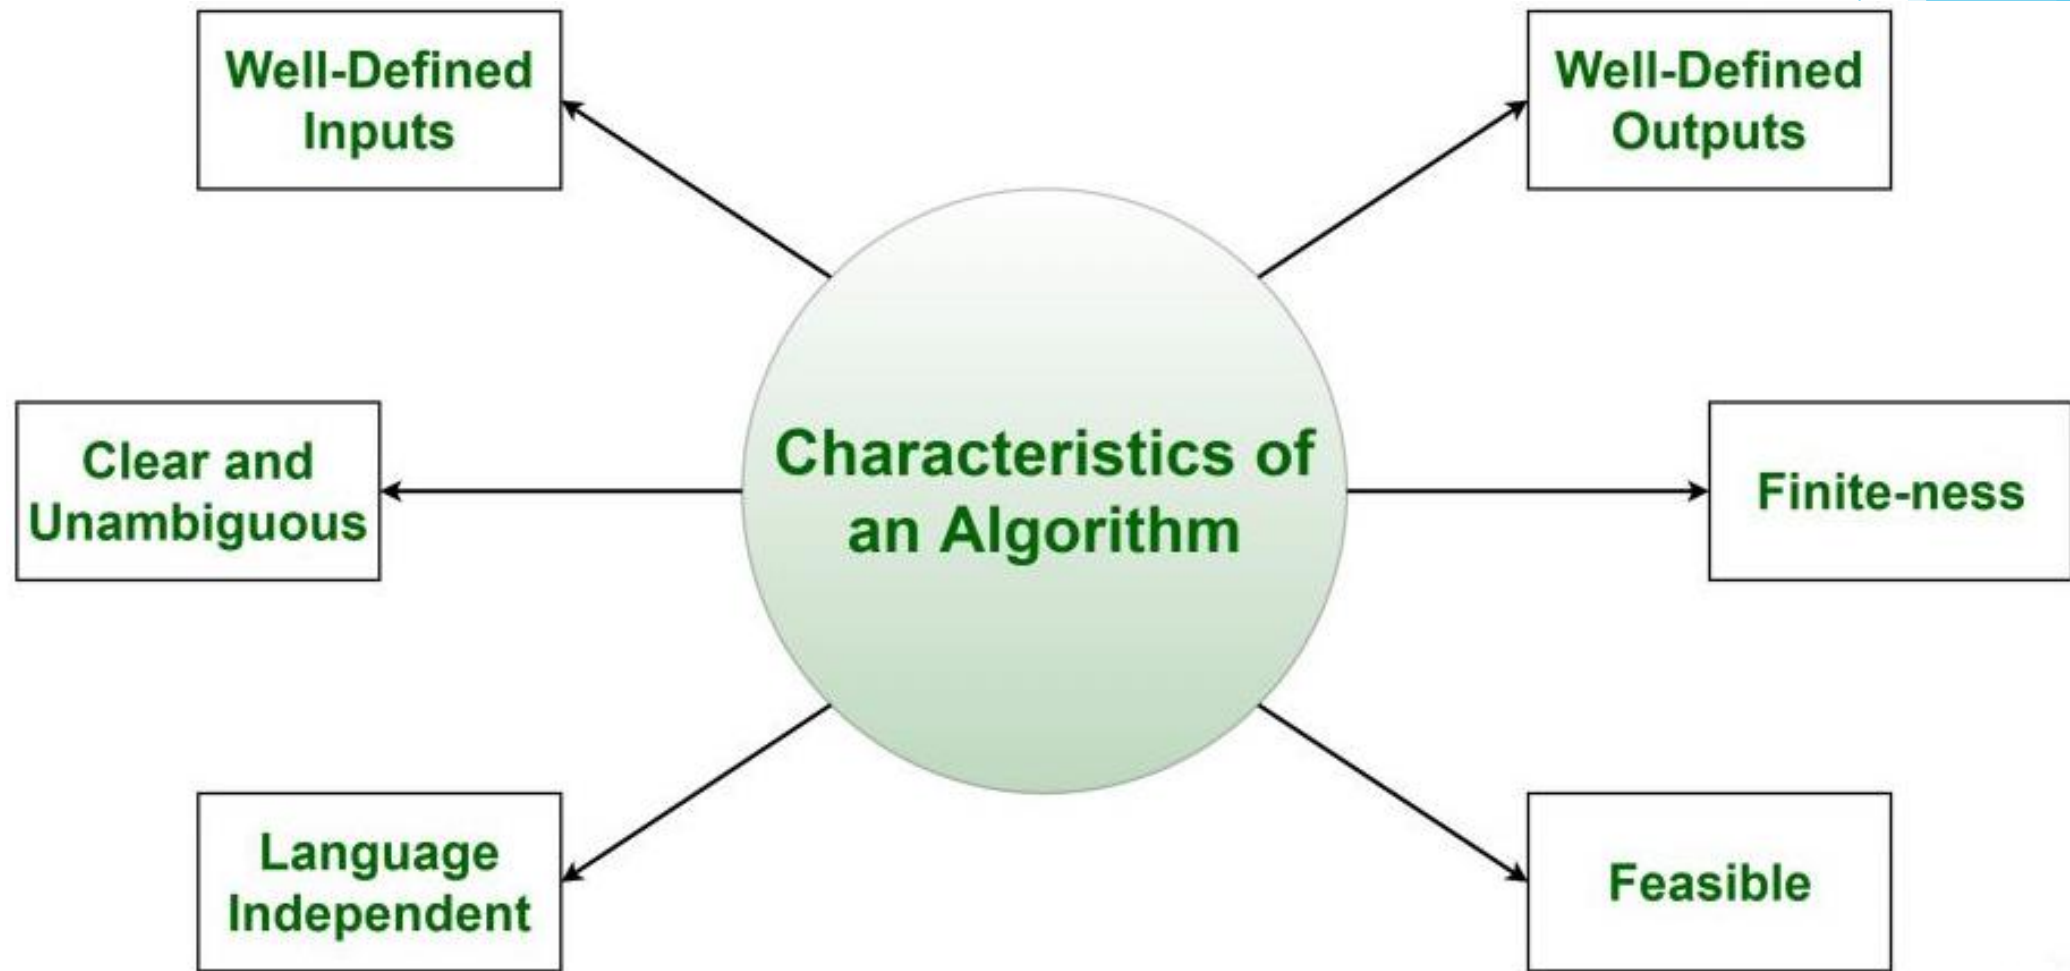 Well-Defined
Inputs
Well-Defined
Outputs
Clear and
Unambiguous
Characteristics of
an Algorithm
Finite-ness
Language
Independent
Feasible